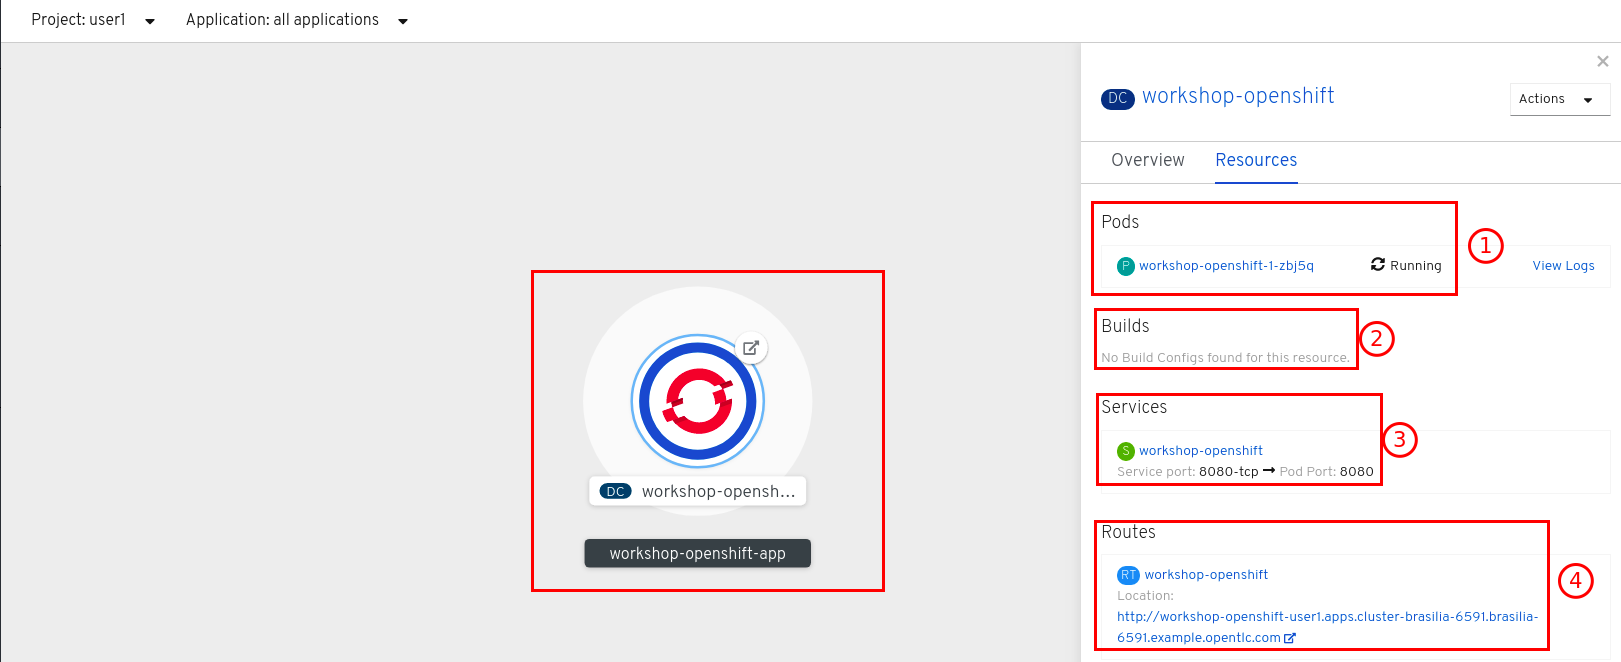 Project: user1 Application: all applications
DC workshop-openshift
Actions
Overview Resources
Pods
P workshop-openshift-1-zbj5q Running View Logs
1
Builds
No Build Configs found for this resource.
2
Services
S workshop-openshift
Service port: 8080-tcp → Pod Port: 8080
3
Routes
RT workshop-openshift
Location:
http://workshop-openshift-user1.apps.cluster-brasilia-6591.brasilia-
6591.example.opentlc.com
4
DC workshop-opensh...
workshop-openshift-app